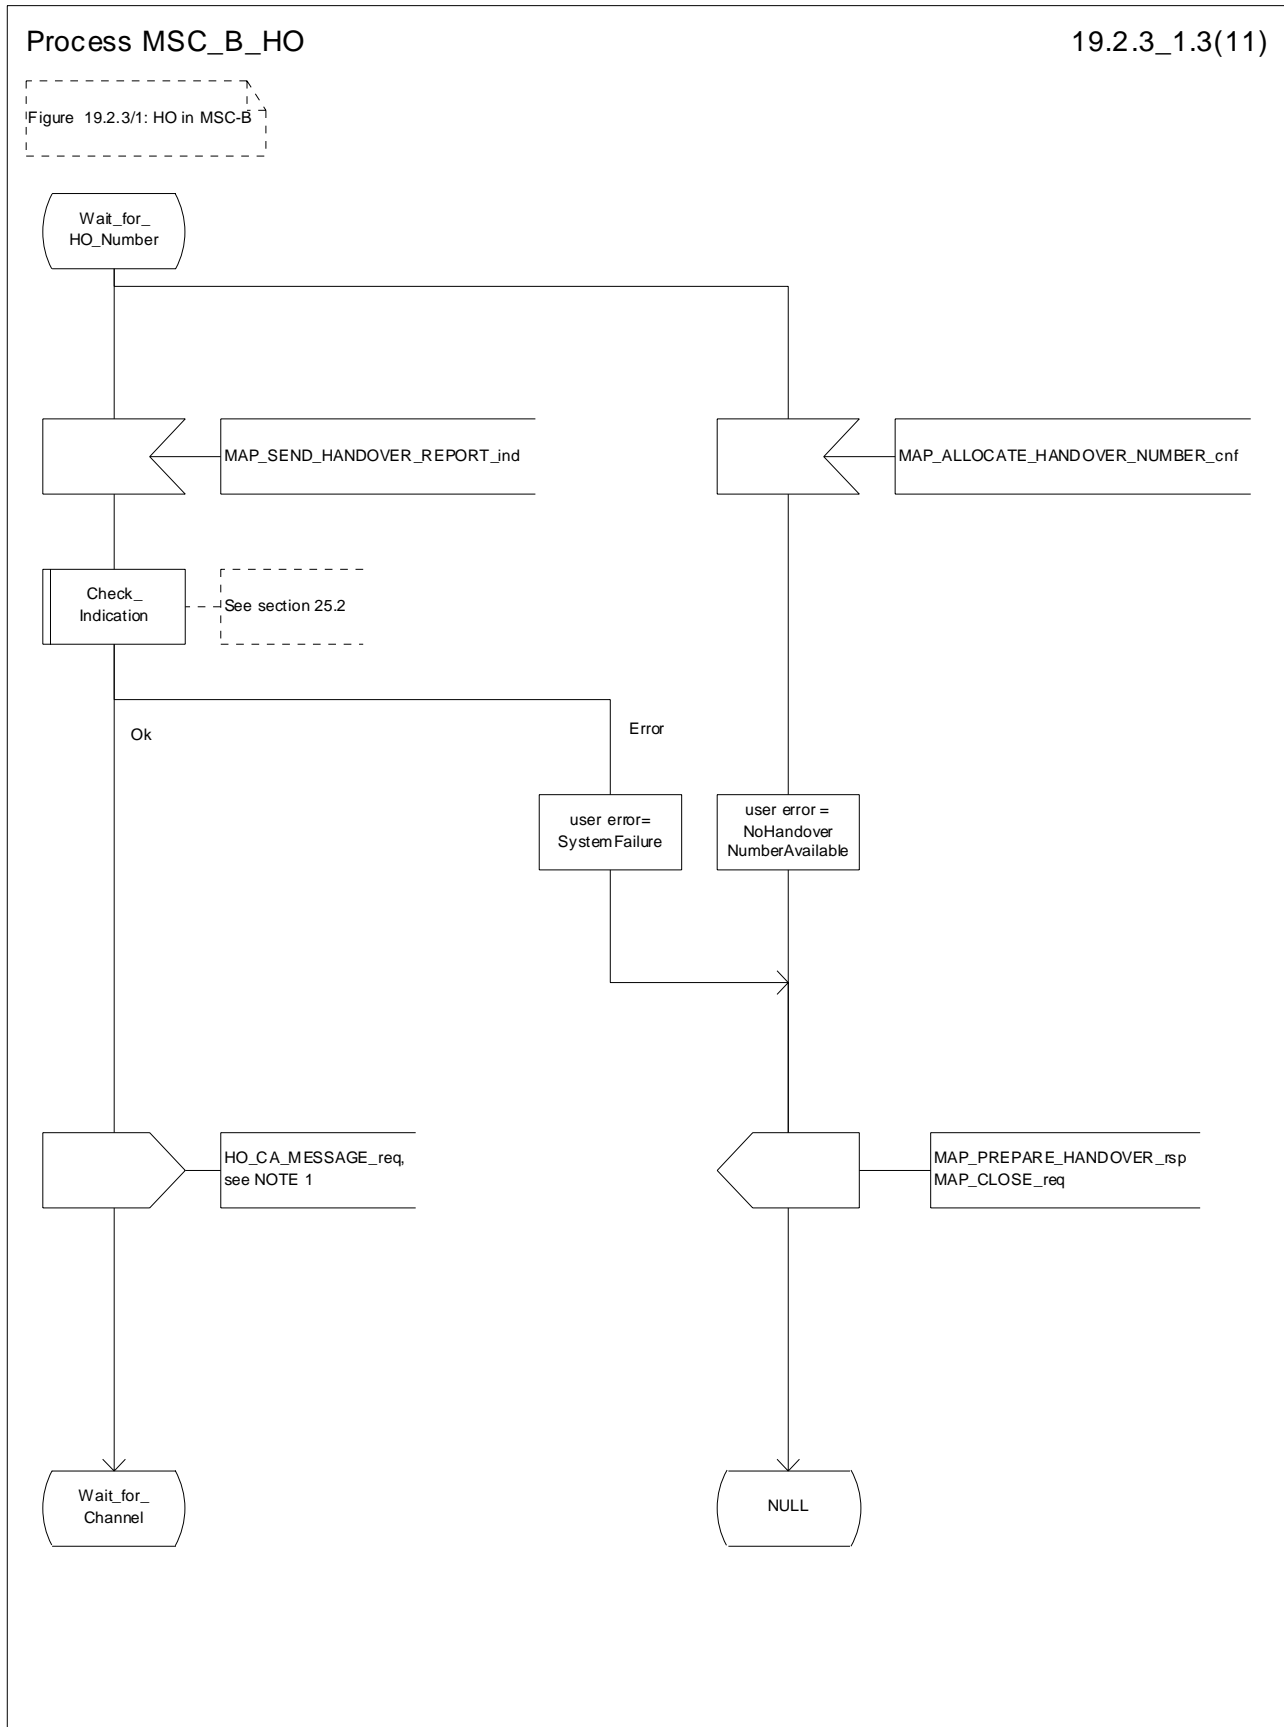 Process MSC_B_HO
19.2.3_1.3(11)
Figure 19.2.3/1: HO in MSC-B
Wait_for_
HO_Number
MAP_SEND_HANDOVER_REPORT_ind
MAP_ALLOCATE_HANDOVER_NUMBER_cnf
Check_
Indication
See section 25.2
Ok
Error
user error=
SystemFailure
user error =
NoHandover
NumberAvailable
HO_CA_MESSAGE_req,
see NOTE 1
MAP_PREPARE_HANDOVER_rsp
MAP_CLOSE_req
Wait_for_
Channel
NULL